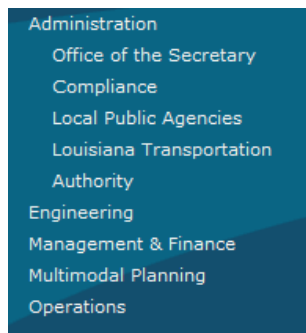 Administration
Office of the Secretary
Compliance
Local Public Agencies
Louisiana Transportation
Authority
Engineering
Management & Finance
Multimodal Planning
Operations